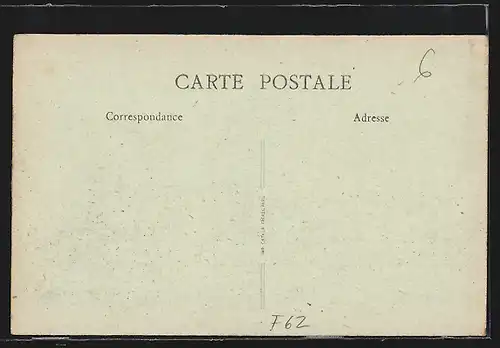 6
CARTE POSTALE
Correspondance
Adresse
F62